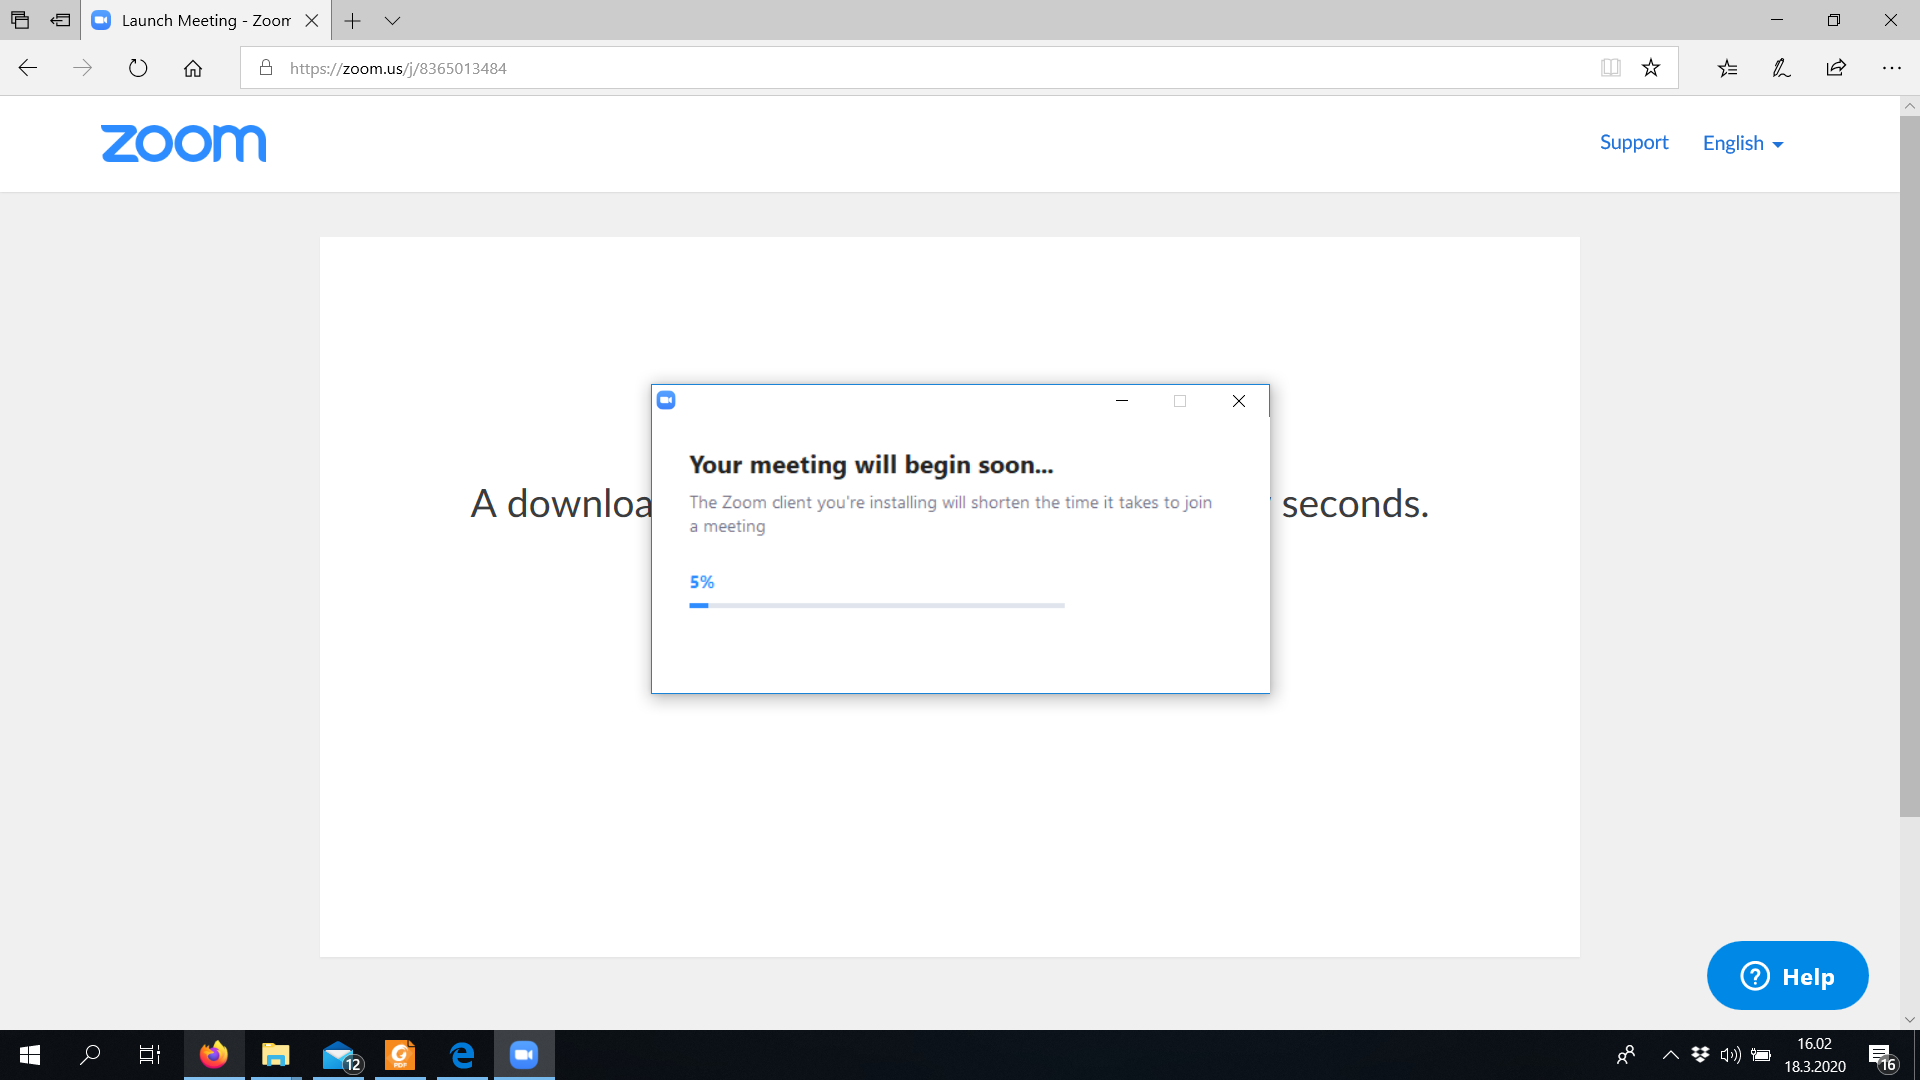 Launch Meeting - Zoom
https://zoom.us/j/8365013484
zoom
Support
English
Your meeting will begin soon...
The Zoom client you're installing will shorten the time it takes to join
a meeting
A downloa
seconds.
5%
Help
12
PDF
16.02
18.3.2020
16